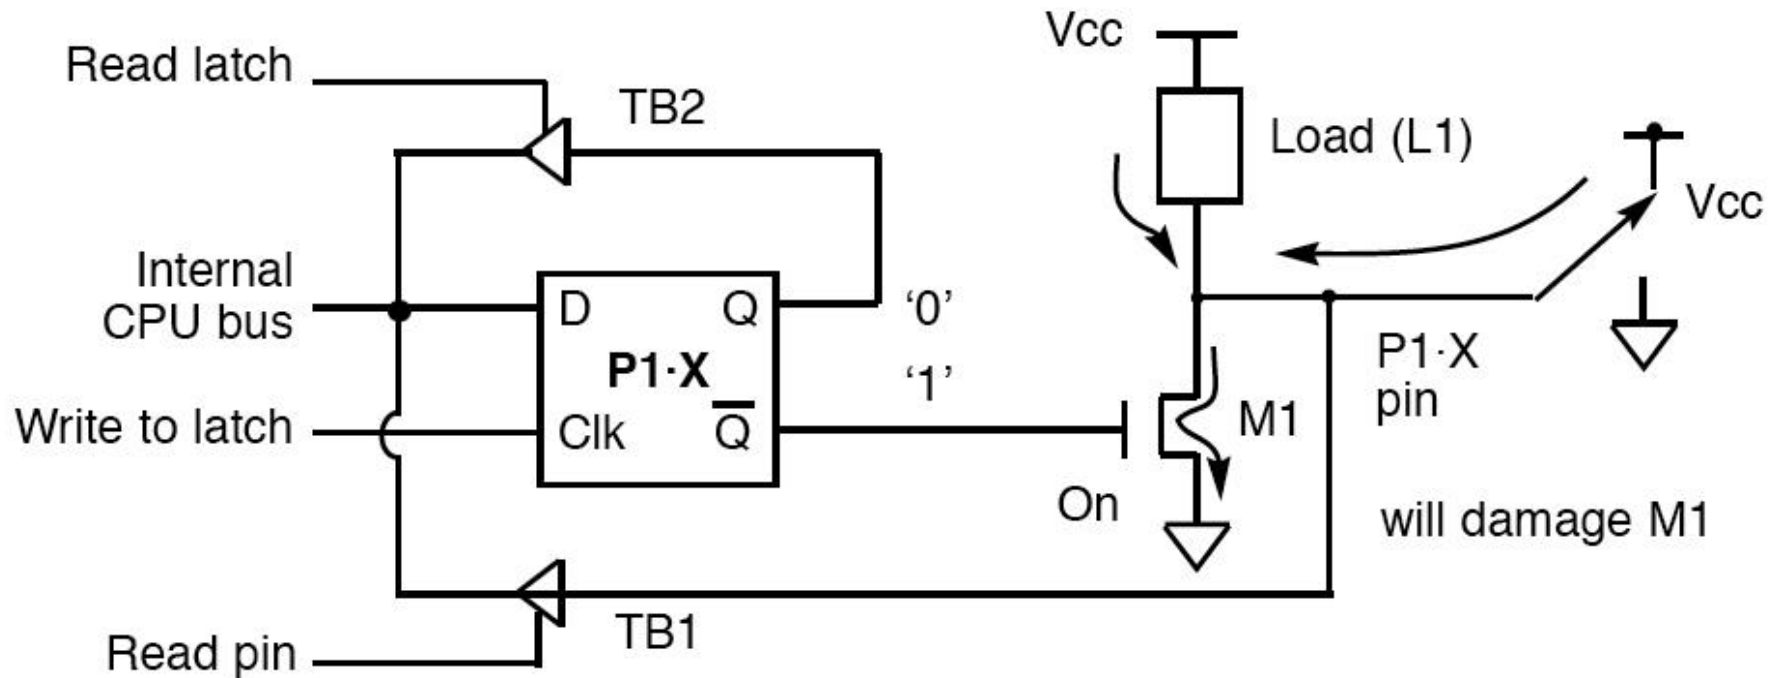 Vcc
Read latch
TB2
Load (L1)
Vcc
Internal
CPU bus
D
Q
‘0’
P1·X
‘1’
P1·X
pin
Write to latch
Clk
Q̅
M1
On
will damage M1
TB1
Read pin